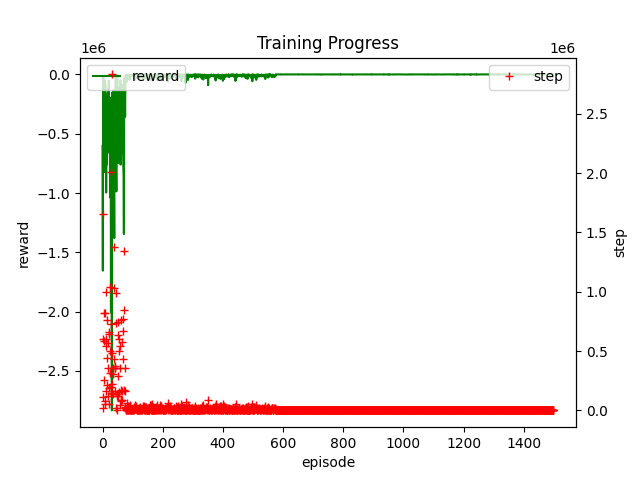 Training Progress
1e6
1e6
reward
step
0.0
−0.5
−1.0
−1.5
−2.0
−2.5
reward
2.5
2.0
1.5
1.0
0.5
0.0
step
0 200 400 600 800 1000 1200 1400
episode